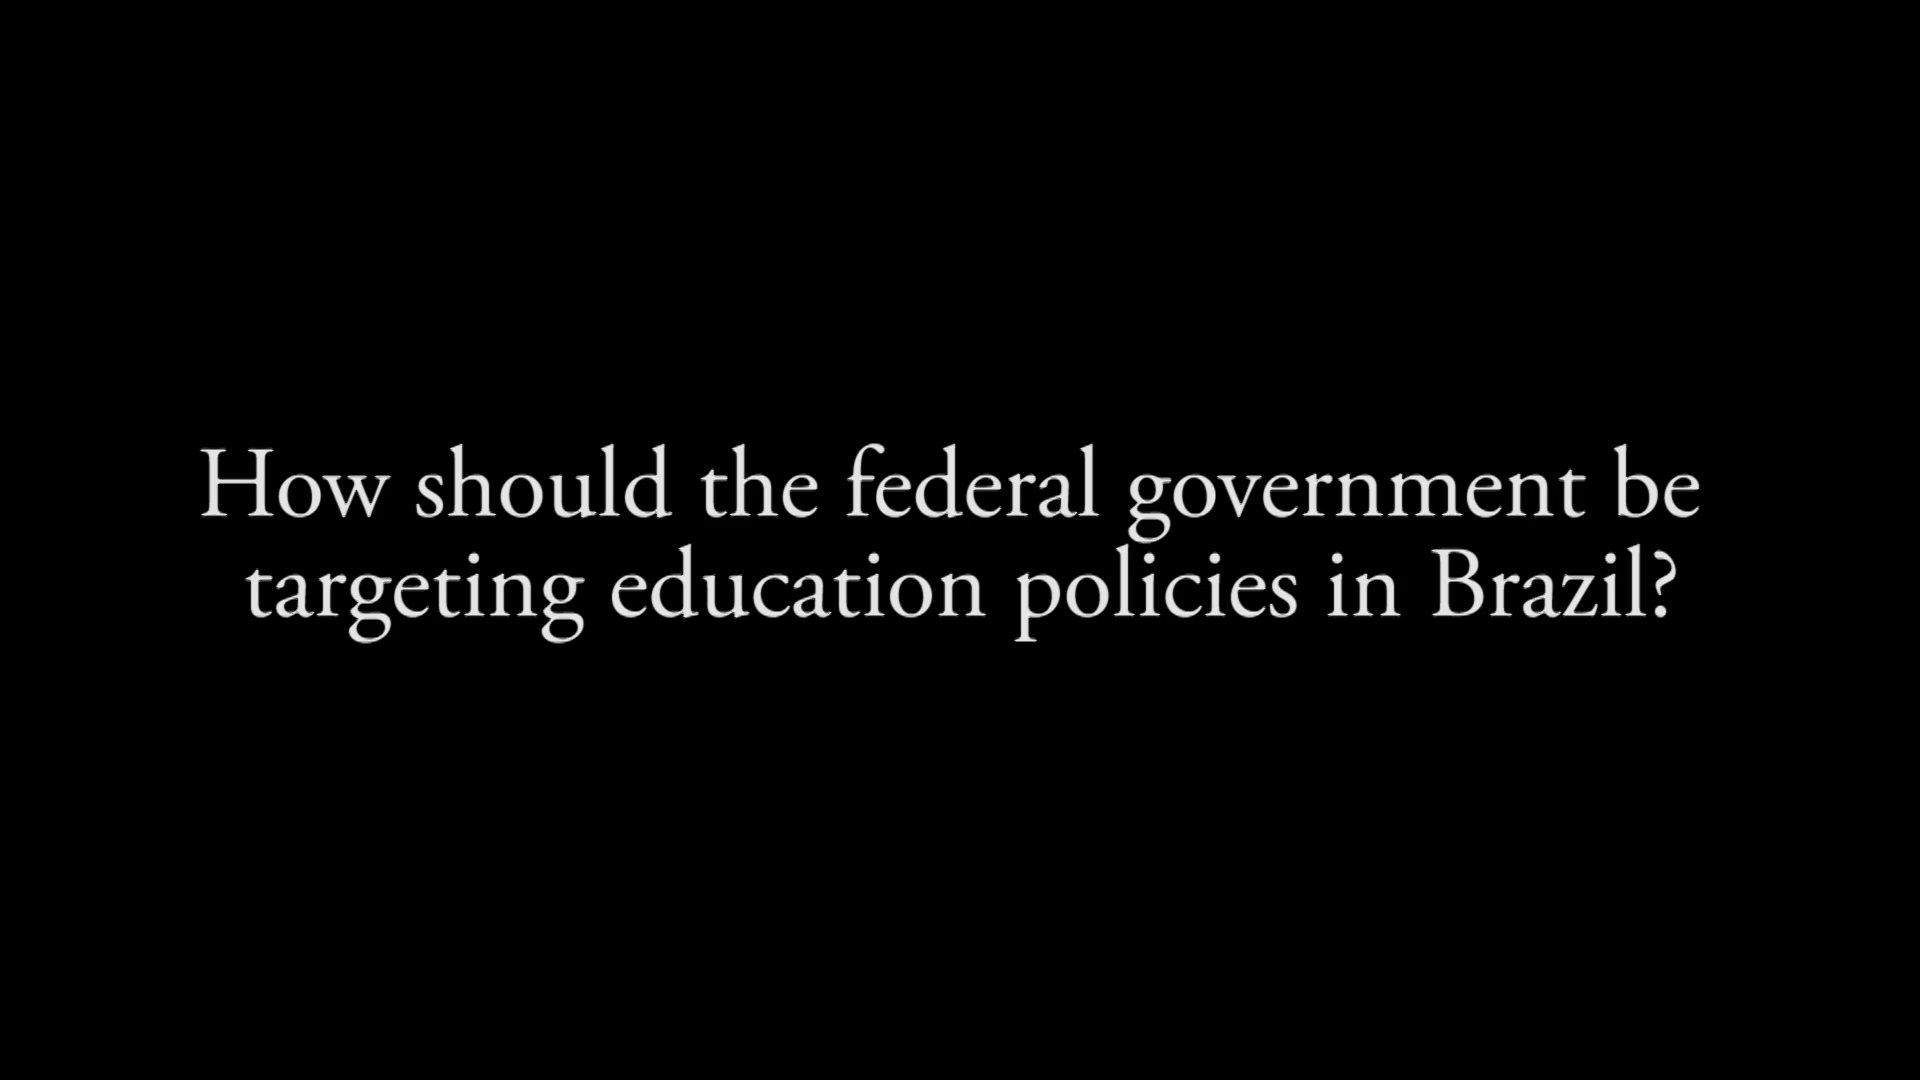 How should the federal government be
targeting education policies in Brazil?